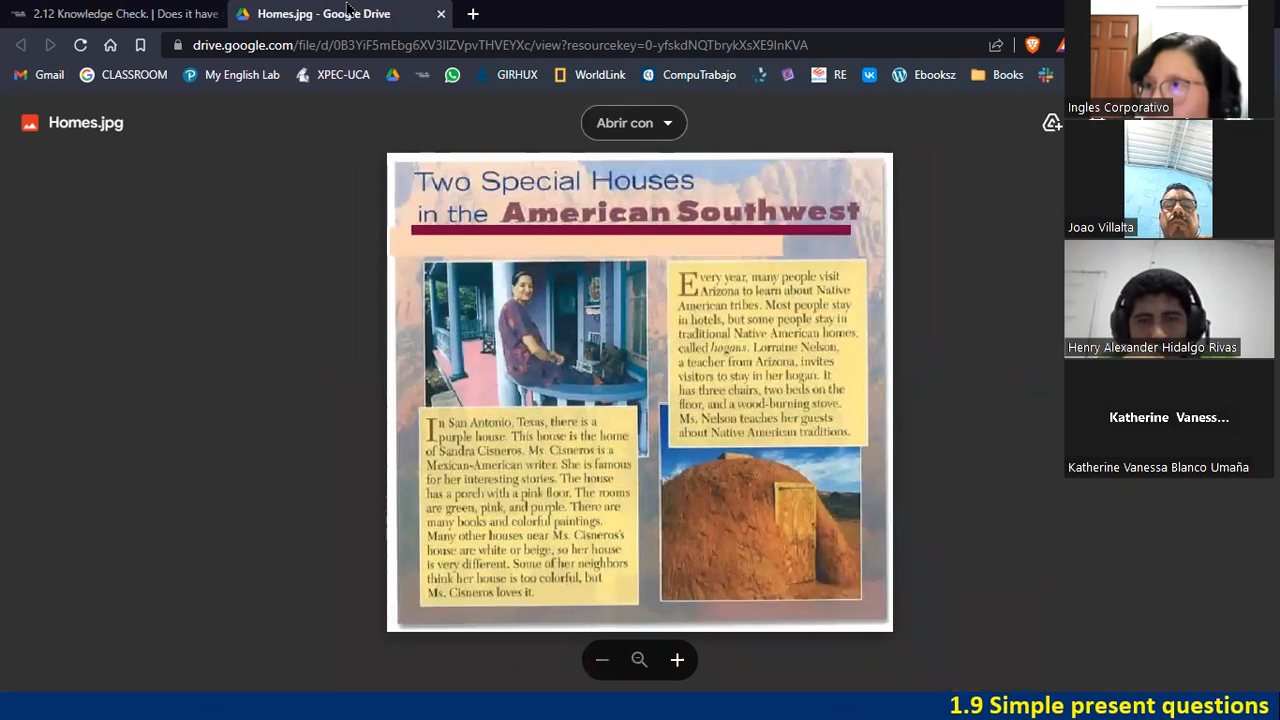 2.12 Knowledge Check. | Does it have
Homes.jpg - Google Drive
drive.google.com/file/d/0B3VlFSmEbg6XV3llZVpvTHVEYXc/view?resourcekey=0-yfskdNQTbrykXsXE9lnKVA
Gmail
CLASSROOM
My English Lab
XPEC-UCA
GIRHUX
WorldLink
CompuTrabajo
RE
Ebooksz
Books
Homes.jpg
Abrir con
Two Special Houses
in the American Southwest
In San Antonio, Texas, there is a
purple house. This house is the home
of Sandra Cisneros. Ms. Cisneros is a
Mexican-American writer. She is famous
for her interesting stories. The house
has a porch with a pink floor. The rooms
are green, pink, and purple. There are
many books and colorful paintings.
Many other houses near Ms. Cisneros's
house are white or beige, so her house
is very different. Some of her neighbors
think her house is too colorful, but
Ms. Cisneros loves it.
Every year, many people visit
Arizona to learn about Native
American tribes. Most people stay
in hotels, but some people stay in
traditional Native American homes,
called hogans. Lorraine Nelson,
a teacher from Arizona, invites
visitors to stay in her hogan. It
has three chairs, two beds on the
floor, and a wood-burning stove.
Ms. Nelson teaches her guests
about Native American traditions.
Ingles Corporativo
Joao Villalta
Henry Alexander Hidalgo Rivas
Katherine Vaness...
Katherine Vanessa Blanco Umaña
1.9 Simple present questions